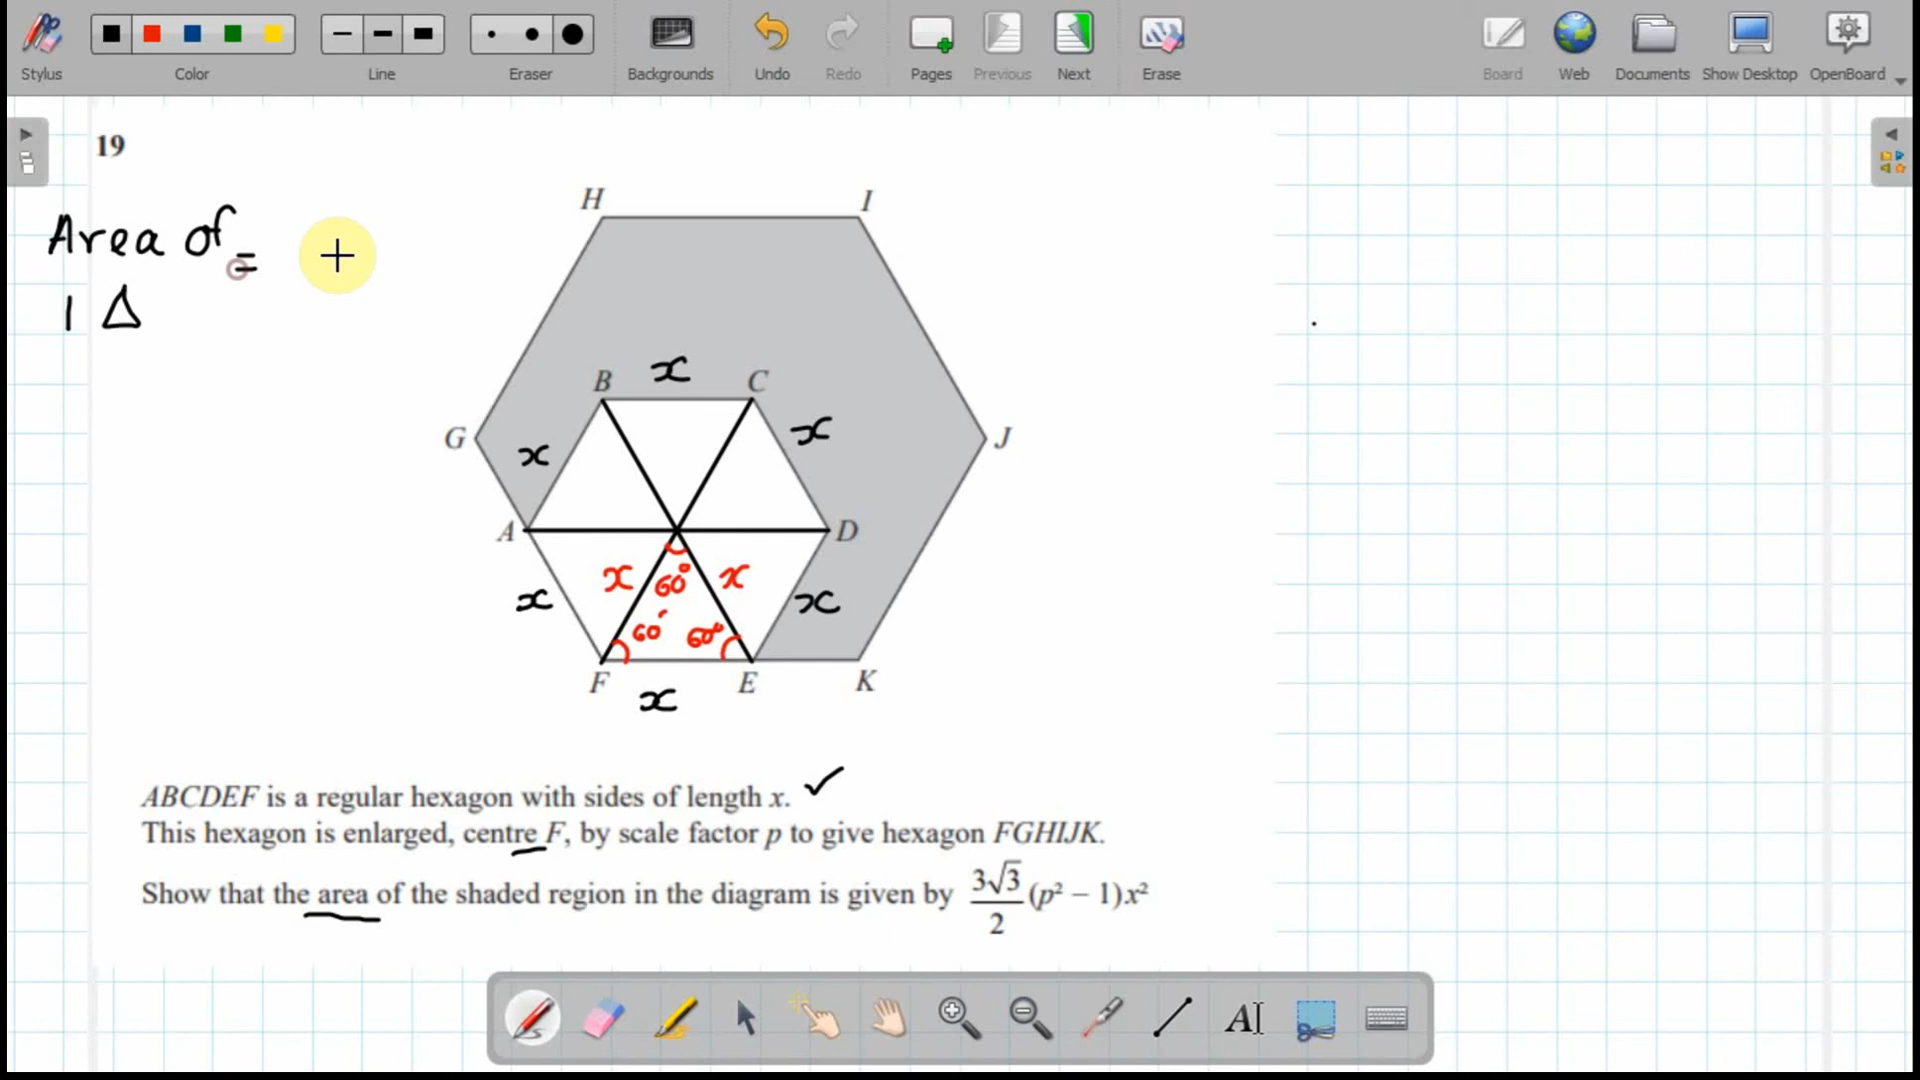 Stylus Color Line Eraser Backgrounds Undo Redo Pages Previous Next Erase Board Web Documents Show Desktop OpenBoard
19
H I
Area of =
1 Δ
B x C
x
G J
x
A D
x 60° x
x x
60° 60°
F E K
x
ABCDEF is a regular hexagon with sides of length x. ✓
This hexagon is enlarged, centre F, by scale factor p to give hexagon FGHIJK.
Show that the area of the shaded region in the diagram is given by 3√3/2 (p² – 1)x²